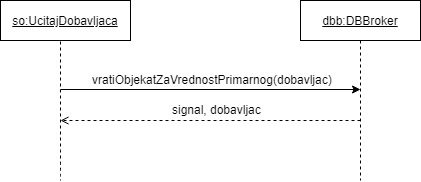 so:UcitajDobavljaca
dbb:DBBroker
vratiObjekatZaVrednostPrimarnog(dobavljac)
signal, dobavljac